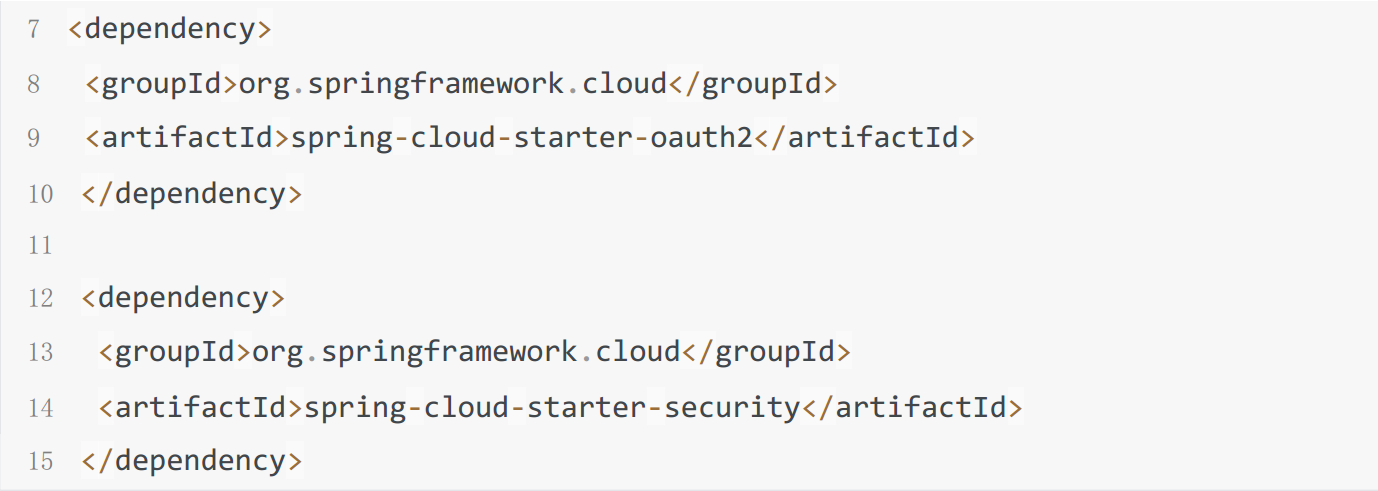 7 <dependency>
8 <groupId>org.springframework.cloud</groupId>
9 <artifactId>spring-cloud-starter-oauth2</artifactId>
10 </dependency>
11
12 <dependency>
13 <groupId>org.springframework.cloud</groupId>
14 <artifactId>spring-cloud-starter-security</artifactId>
15 </dependency>